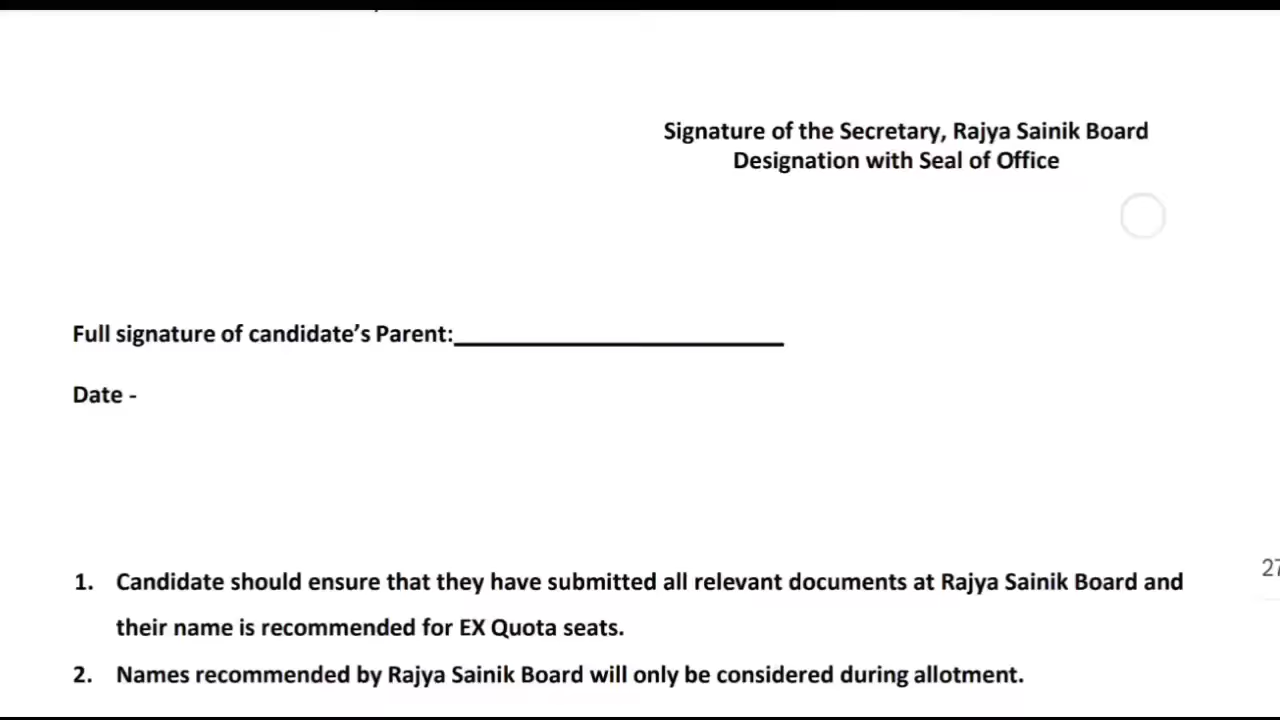 Signature of the Secretary, Rajya Sainik Board
Designation with Seal of Office
Full signature of candidate’s Parent:
Date -
1. Candidate should ensure that they have submitted all relevant documents at Rajya Sainik Board and
their name is recommended for EX Quota seats.
2. Names recommended by Rajya Sainik Board will only be considered during allotment.
27